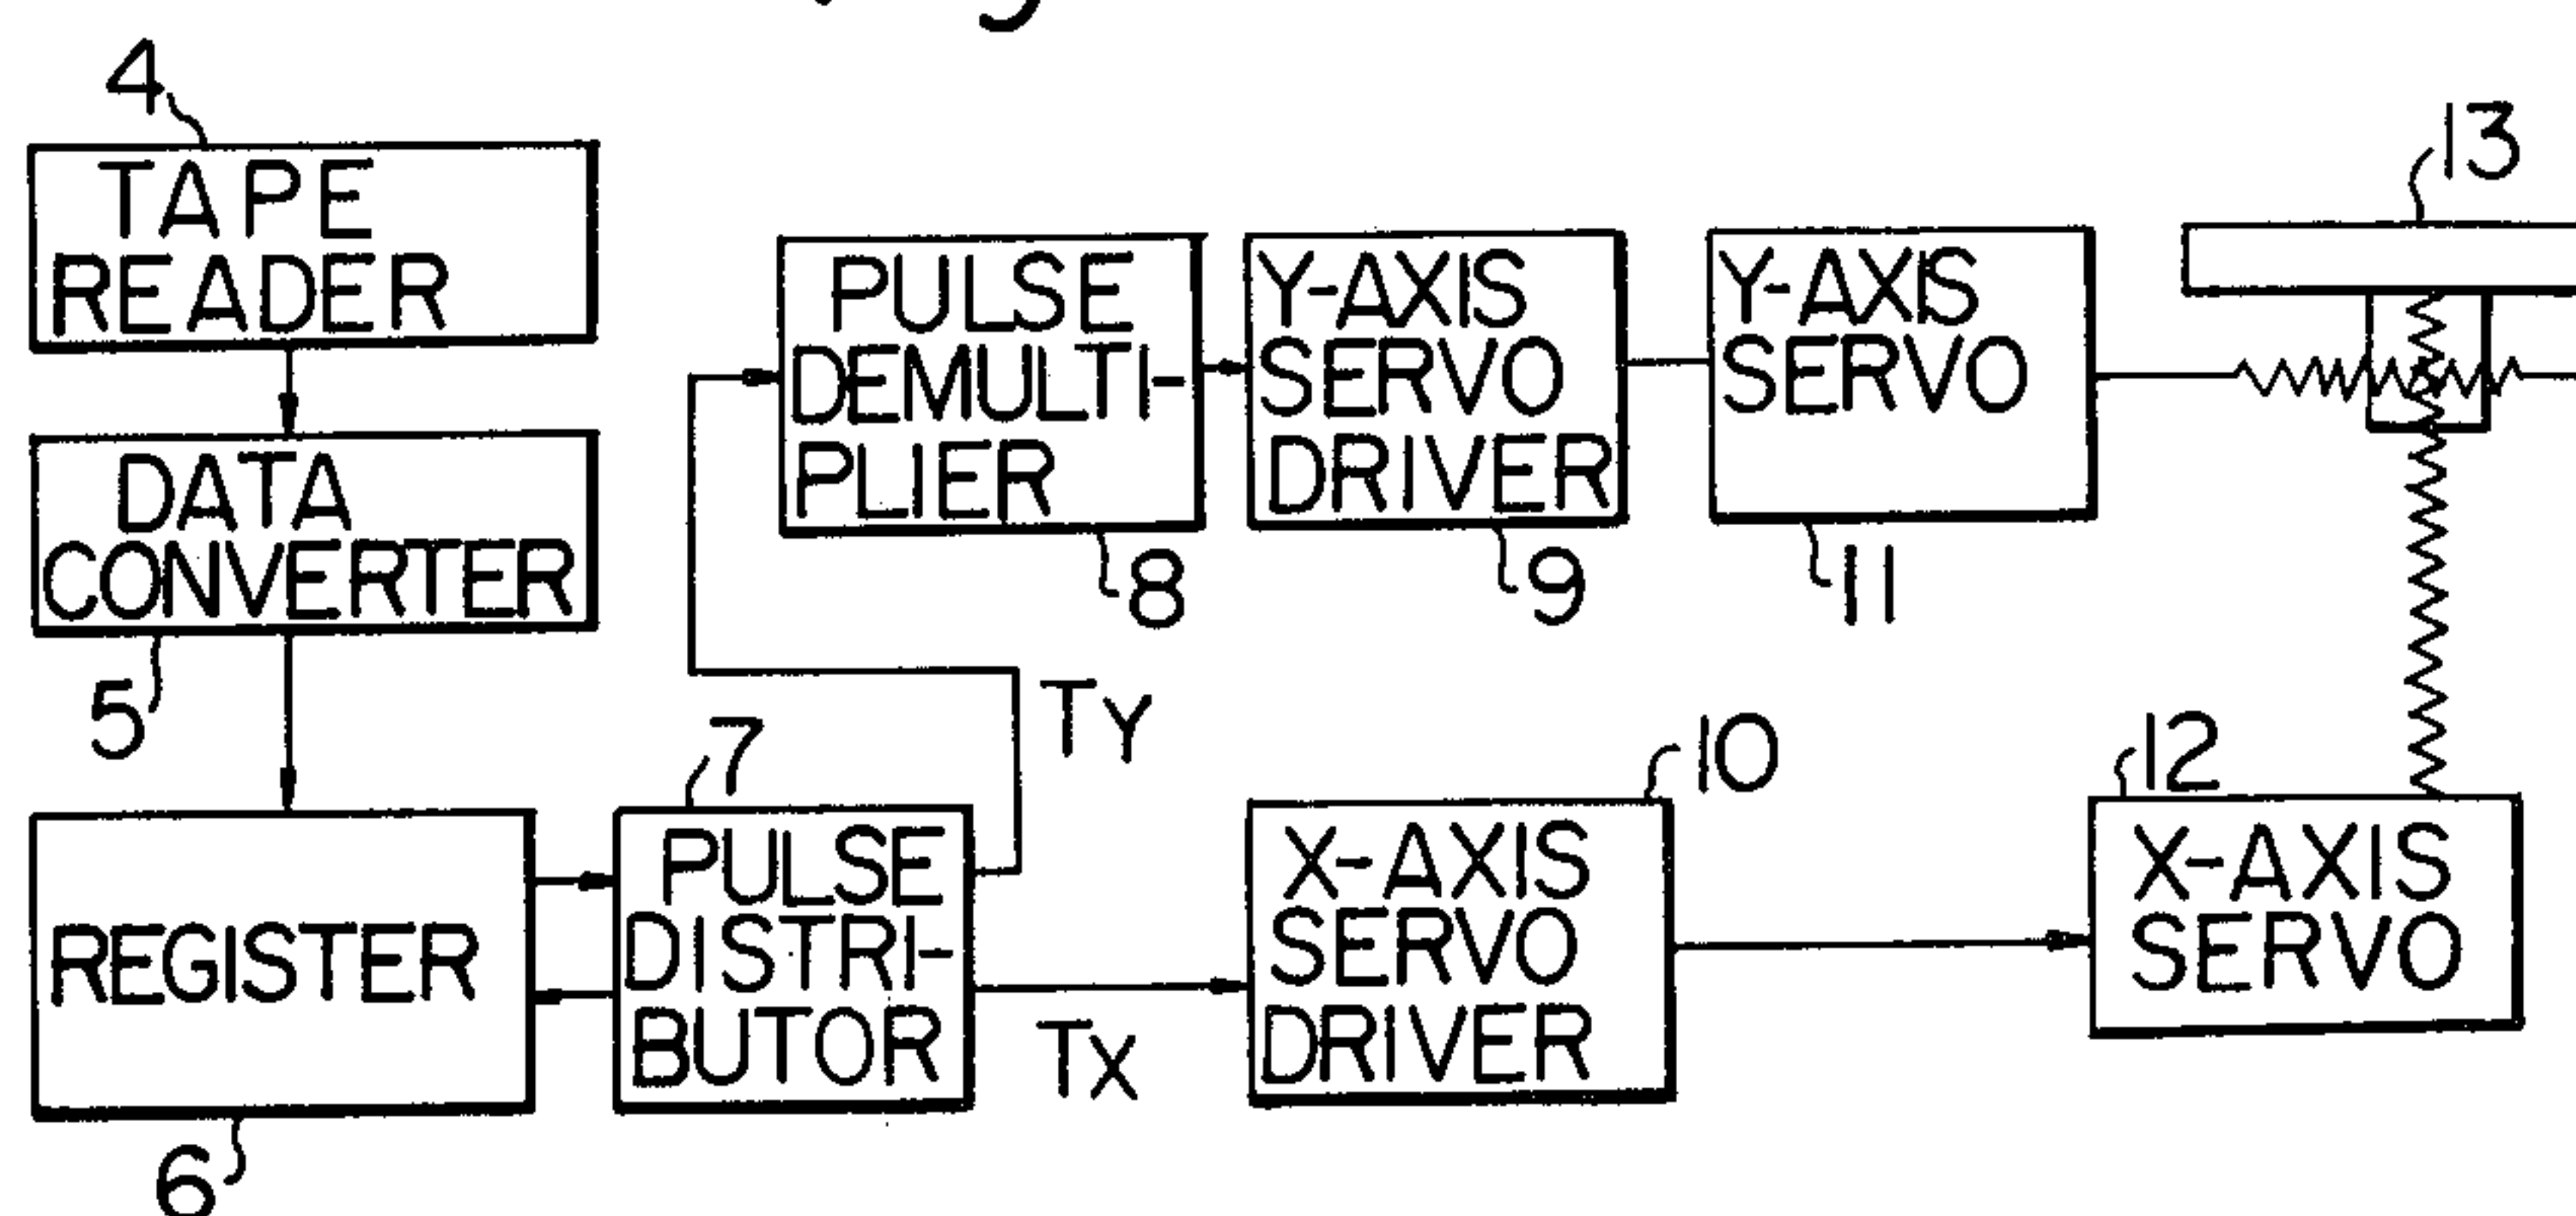 4
TAPE
READER
DATA
CONVERTER
5
REGISTER
6
7
PULSE
DISTRI-
BUTOR
TY
TX
PULSE
DEMULTI-
PLIER
8
Y-AXIS
SERVO
DRIVER
9
Y-AXIS
SERVO
11
13
10
X-AXIS
SERVO
DRIVER
12
X-AXIS
SERVO